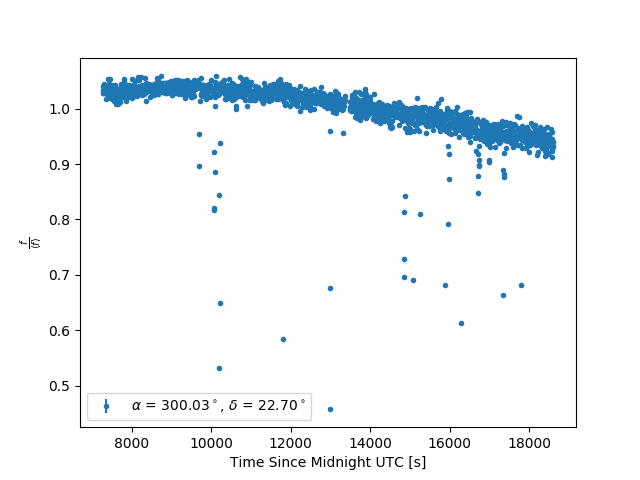 1.0
0.9
0.8
0.7
0.6
0.5
f/⟨f⟩
α = 300.03°, δ = 22.70°
8000 10000 12000 14000 16000 18000
Time Since Midnight UTC [s]